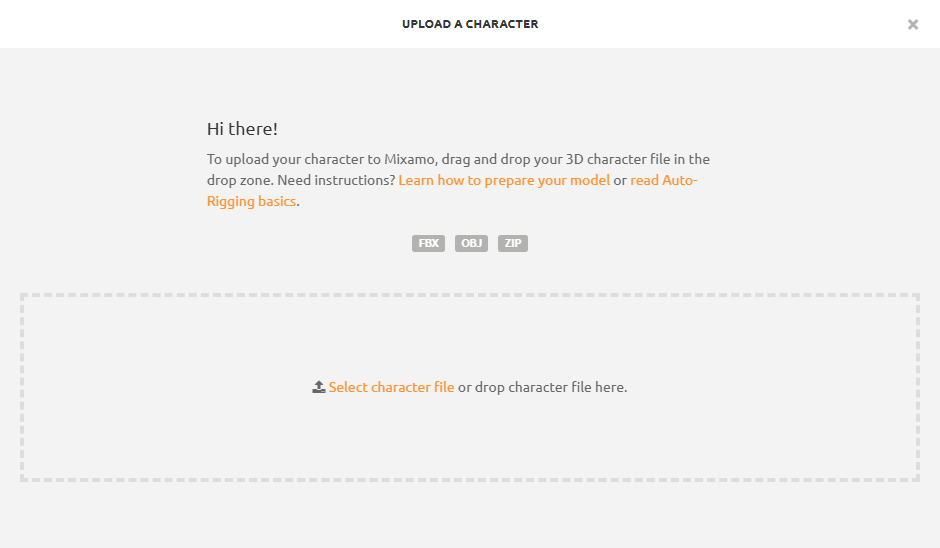 UPLOAD A CHARACTER
Hi there!
To upload your character to Mixamo, drag and drop your 3D character file in the
drop zone. Need instructions? Learn how to prepare your model or read Auto-
Rigging basics.
FBX OBJ ZIP
Select character file or drop character file here.